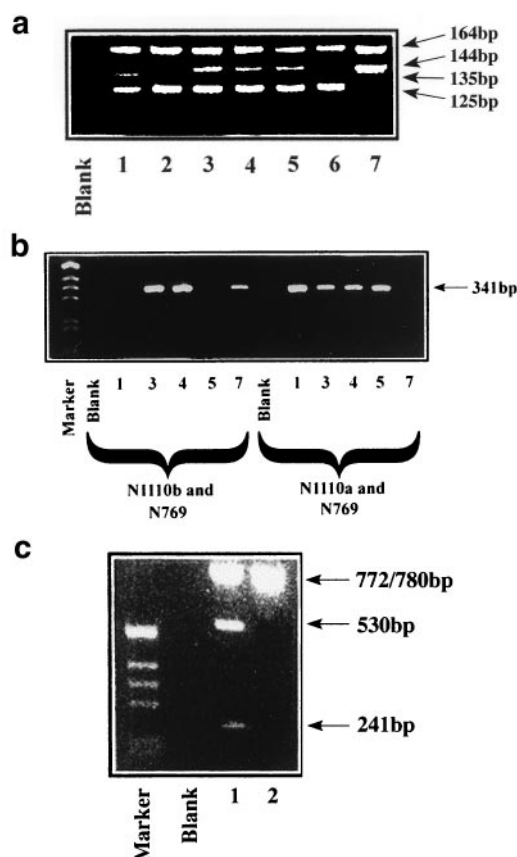 a
164bp
144bp
135bp
125bp
Blank 1 2 3 4 5 6 7
b
341bp
Marker Blank 1 3 4 5 7 Blank 1 3 4 5 7
N1110b and N1110a and
N769 N769
c
772/780bp
530bp
241bp
Marker Blank 1 2